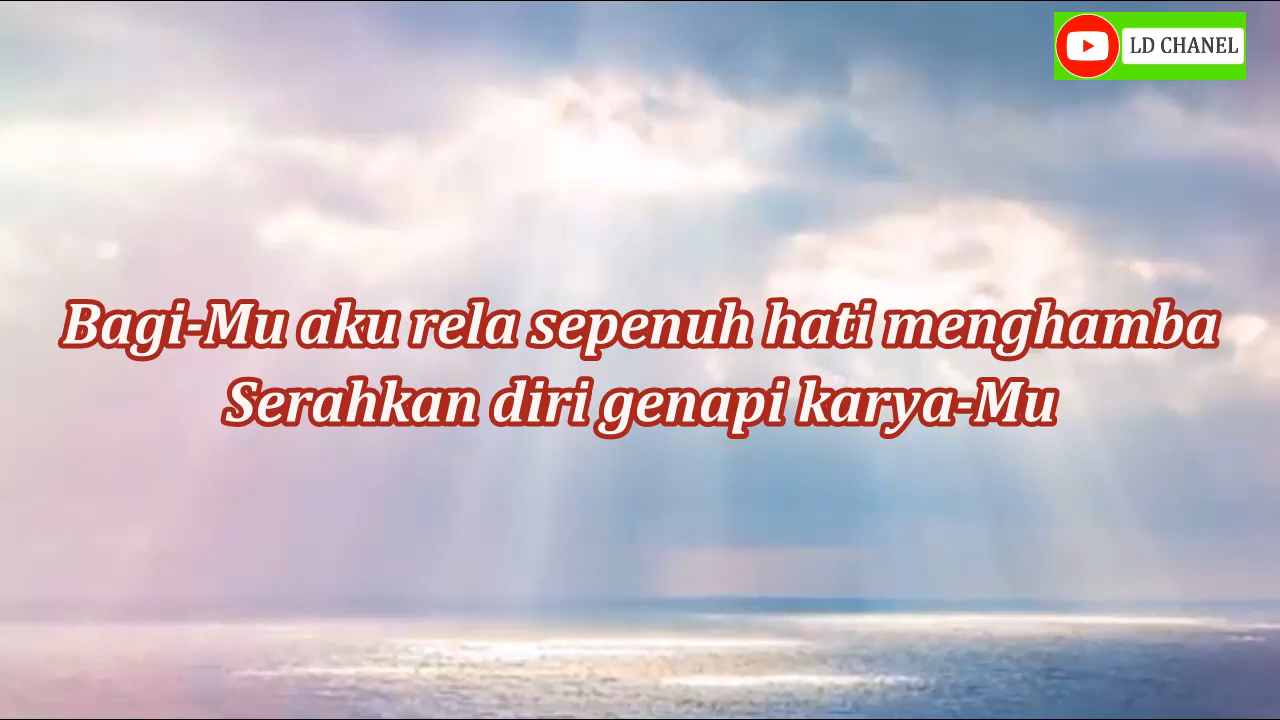 LD CHANEL
Bagi-Mu aku rela sepenuh hati menghamba
Serahkan diri genapi karya-Mu